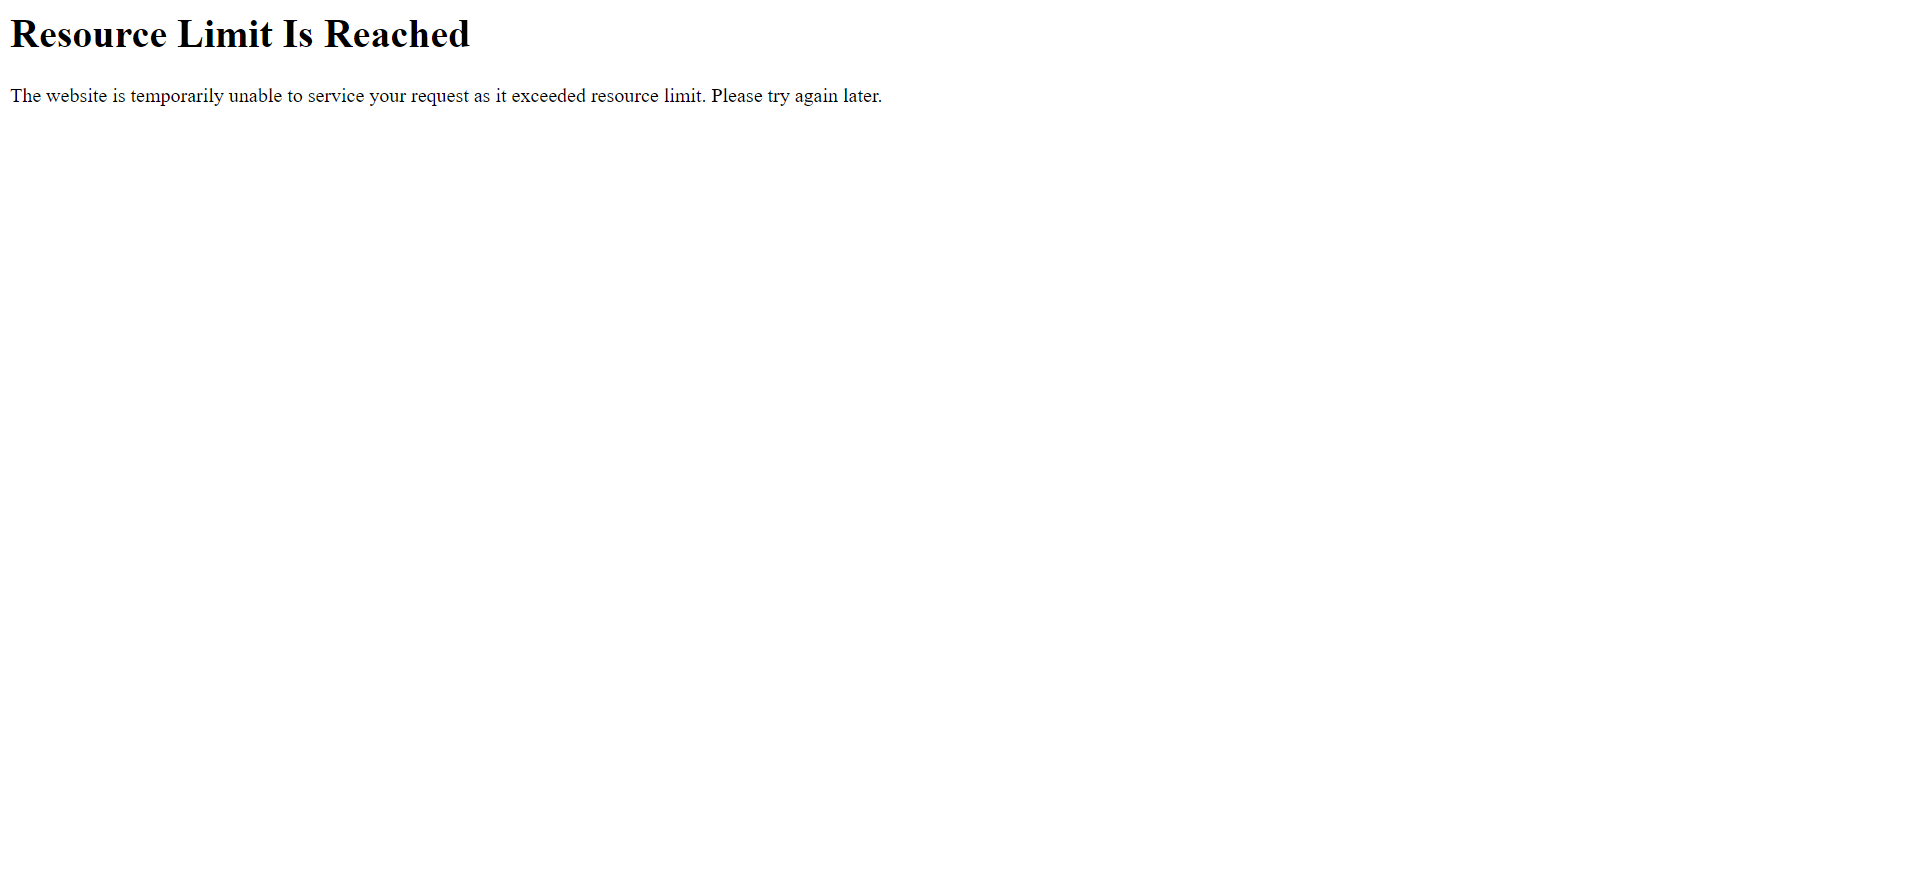 Resource Limit Is Reached
The website is temporarily unable to service your request as it exceeded resource limit. Please try again later.